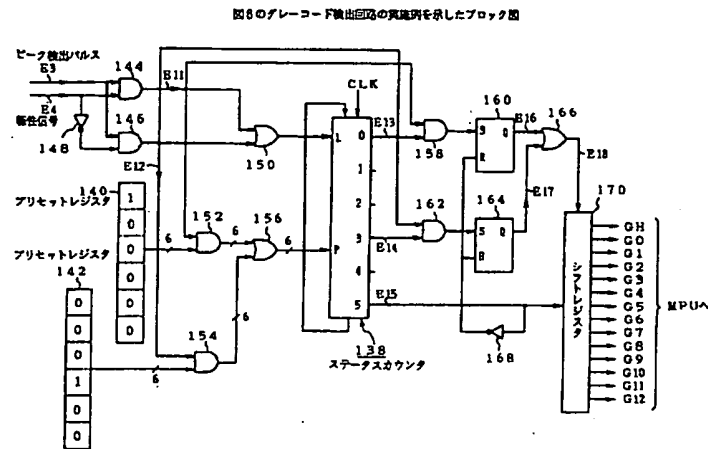 図6のグレーコード検出回路の実施例を示したブロック図
ピーク検出パルス
E3
E4
極性信号
144
146
148
E11
E12
150
CLK
L
P
0
1
2
3
4
5
E13
E14
E15
138
ステータスカウンタ
プリセットレジスタ
140
1
0
0
0
0
0
プリセットレジスタ
142
0
0
0
1
0
0
152
154
156
6
6
6
6
6
158
162
160
S
Q
R
164
S
Q
R
E16
E17
166
E18
168
170
シフトレジスタ
GH
G0
G1
G2
G3
G4
G5
G6
G7
G8
G9
G10
G11
G12
MPUへ